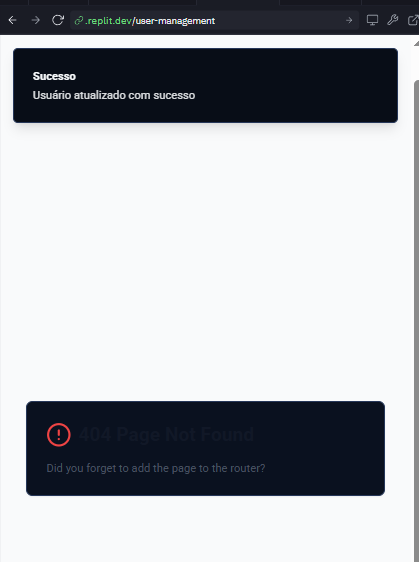 .replit.dev/user-management
Sucesso
Usuário atualizado com sucesso
404 Page Not Found
Did you forget to add the page to the router?